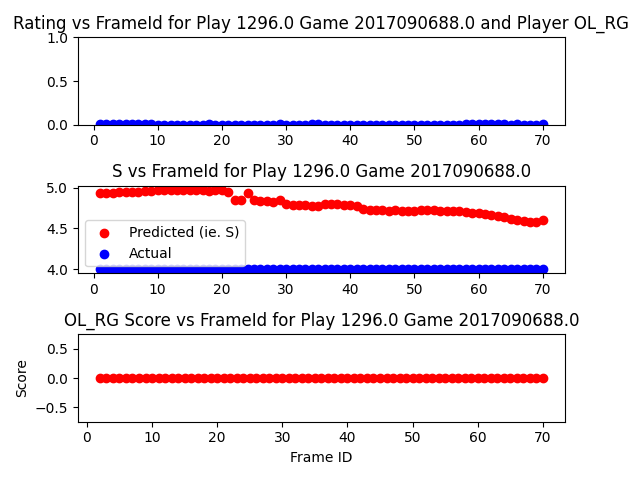 Rating vs FrameId for Play 1296.0 Game 2017090688.0 and Player OL_RG
1.0
0.5
0.0
0 10 20 30 40 50 60 70
S vs FrameId for Play 1296.0 Game 2017090688.0
5.0
4.5
4.0
Predicted (ie. S)
Actual
0 10 20 30 40 50 60 70
OL_RG Score vs FrameId for Play 1296.0 Game 2017090688.0
Score
0.5
0.0
−0.5
0 10 20 30 40 50 60 70
Frame ID